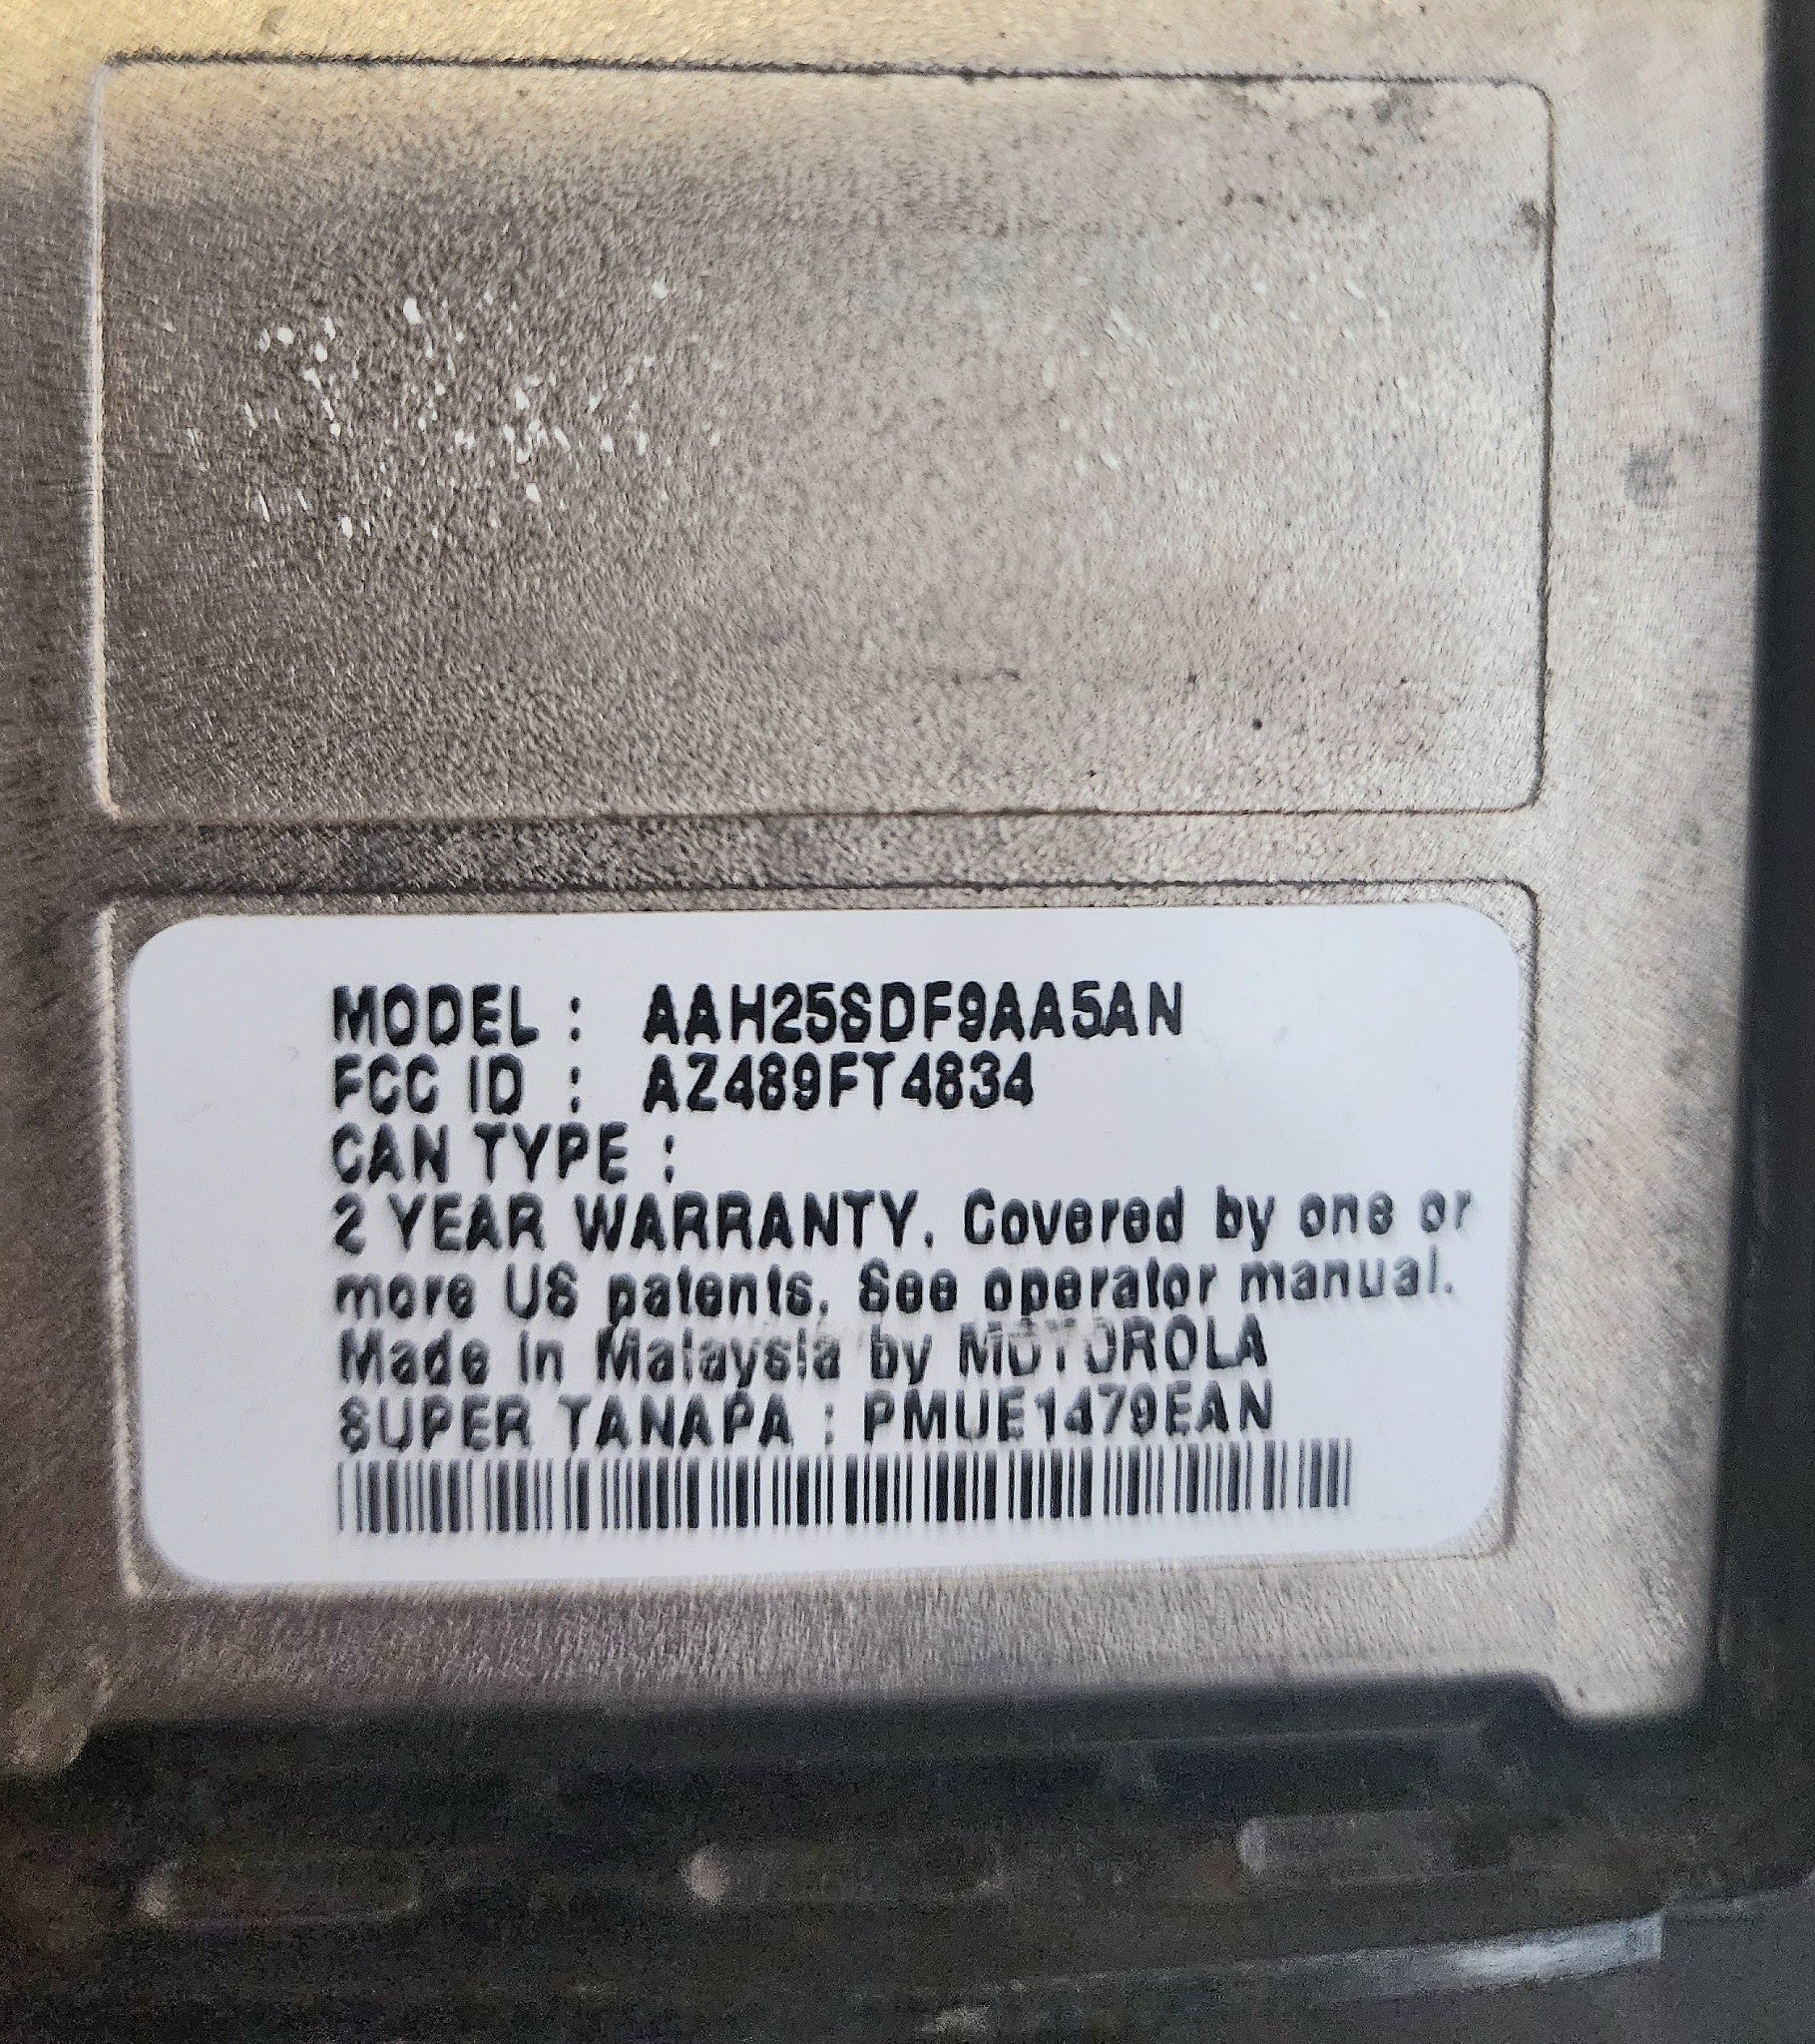 MODEL : AAH25SDF9AA5AN
FCC ID : AZ489FT4834
CAN TYPE :
2 YEAR WARRANTY. Covered by one or
more US patents. See operator manual.
Made in Malaysia by MOTOROLA
SUPER TANAPA : PMUE1479EAN